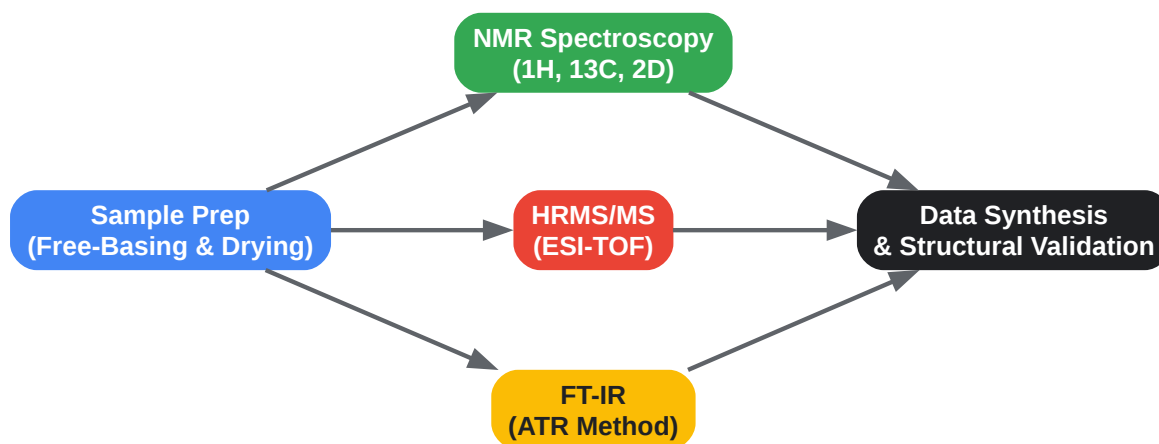 NMR Spectroscopy
(1H, 13C, 2D)
Sample Prep
(Free-Basing & Drying)
HRMS/MS
(ESI-TOF)
Data Synthesis
& Structural Validation
FT-IR
(ATR Method)